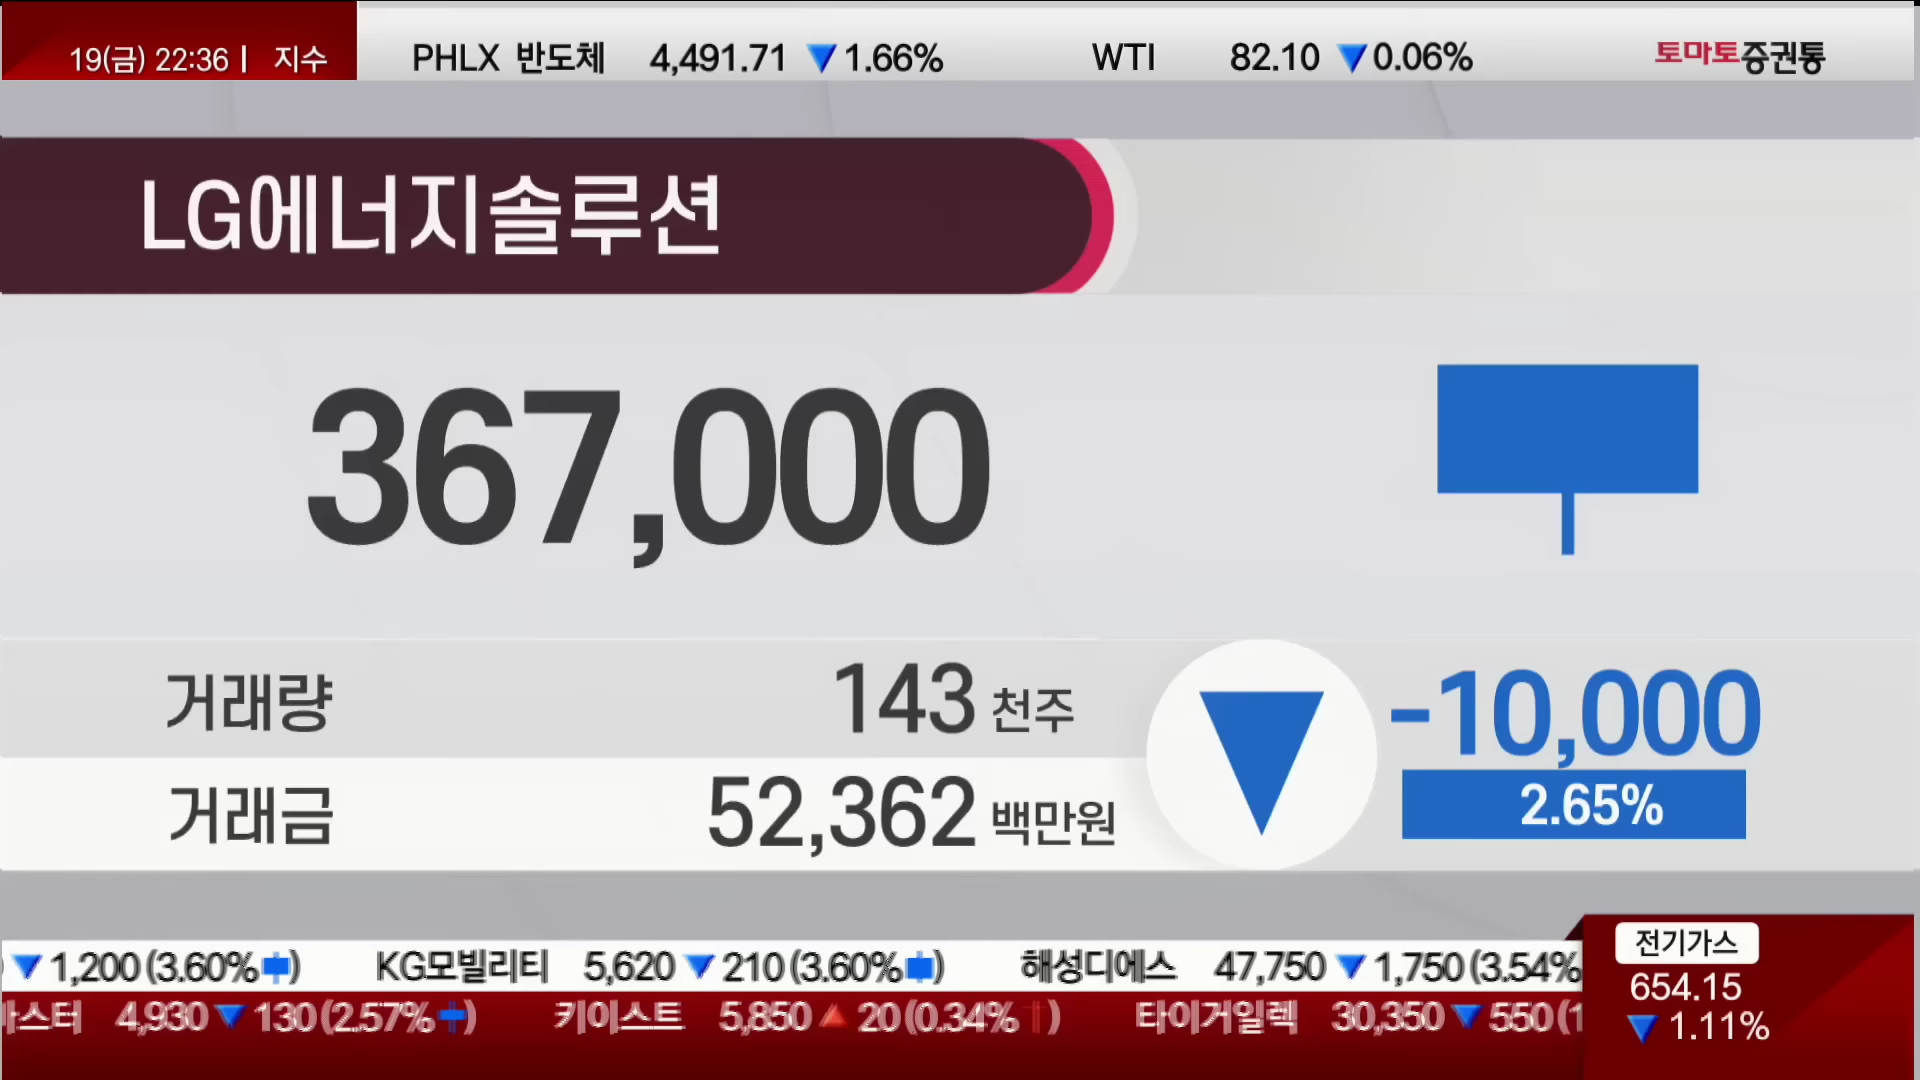 19(금) 22:36 | 지수 PHLX 반도체 4,491.71 ▼ 1.66% WTI 82.10 ▼ 0.06% 토마토증권통
LG에너지솔루션
367,000
거래량 143 천주
-10,000
2.65%
거래금 52,362 백만원
▼ 1,200 (3.60% ) KG모빌리티 5,620 ▼ 210 (3.60% ) 해성디에스 47,750 ▼ 1,750 (3.54%
스터 4,930 ▼ 130 (2.57% ) 키이스트 5,850 ▲ 20 (0.34% ) 타이거일렉 30,350 ▼ 550 (1
전기가스
654.15
▼ 1.11%